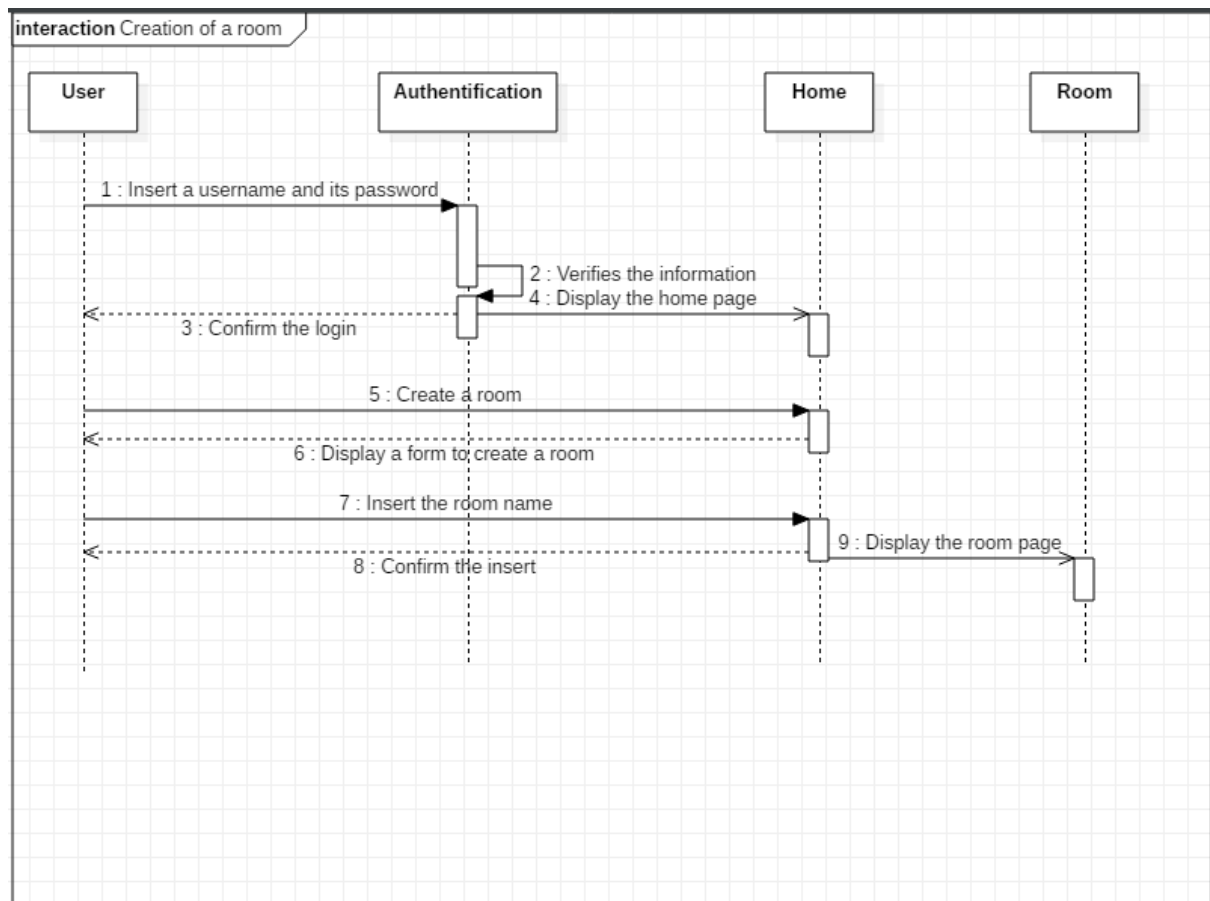 interaction Creation of a room
User
Authentification
Home
Room
1 : Insert a username and its password
2 : Verifies the information
4 : Display the home page
3 : Confirm the login
5 : Create a room
6 : Display a form to create a room
7 : Insert the room name
9 : Display the room page
8 : Confirm the insert